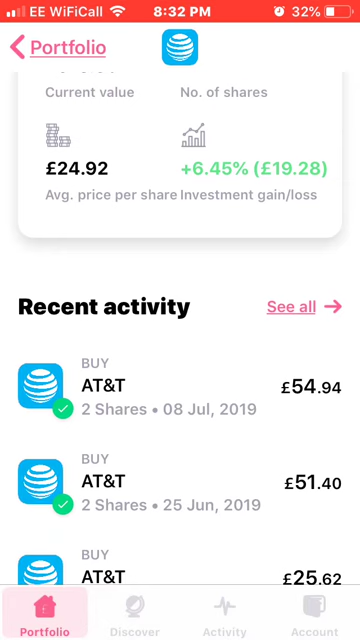 EE WiFiCall 8:32 PM 32%
Portfolio
Current value No. of shares
£24.92 +6.45% (£19.28)
Avg. price per share Investment gain/loss
Recent activity See all →
BUY
AT&T £54.94
2 Shares • 08 Jul, 2019
BUY
AT&T £51.40
2 Shares • 25 Jun, 2019
BUY
AT&T £25.62
Portfolio Discover Activity Account